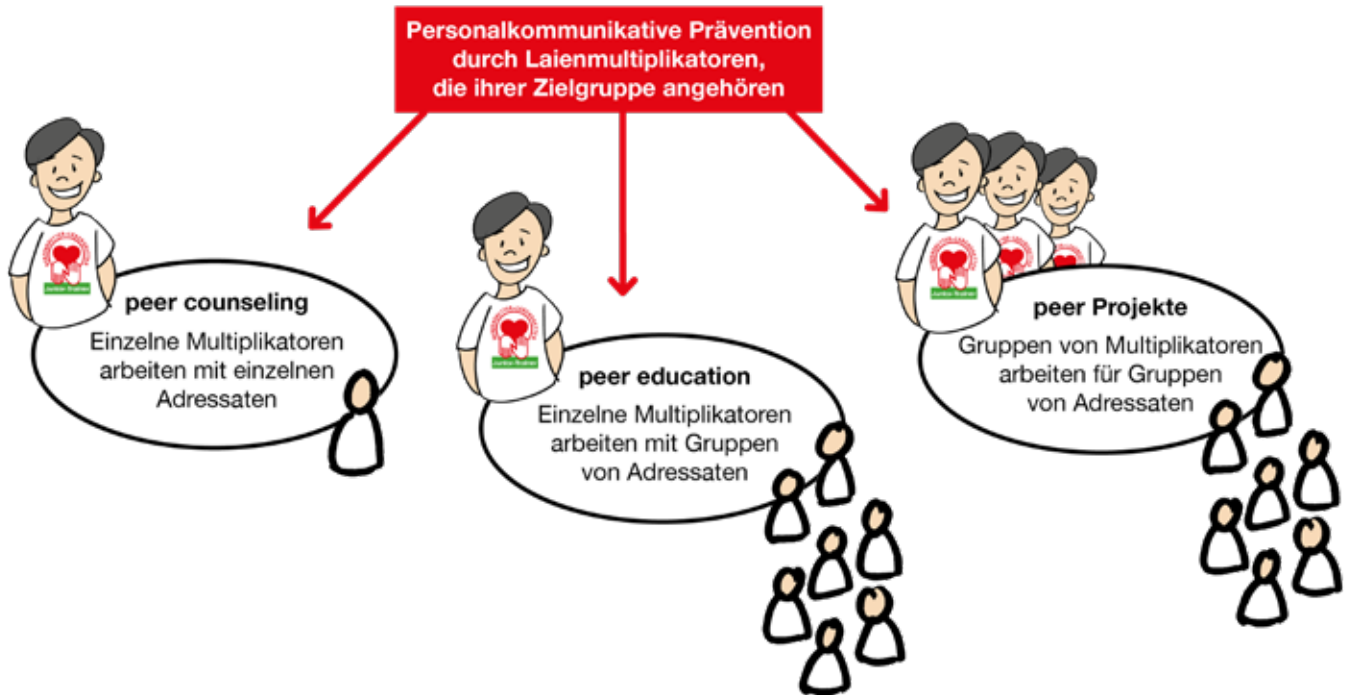 Personalkommunikative Prävention
durch Laienmultiplikatoren,
die ihrer Zielgruppe angehören
peer counseling
Einzelne Multiplikatoren
arbeiten mit einzelnen
Adressaten
peer education
Einzelne Multiplikatoren
arbeiten mit Gruppen
von Adressaten
peer Projekte
Gruppen von Multiplikatoren
arbeiten für Gruppen
von Adressaten